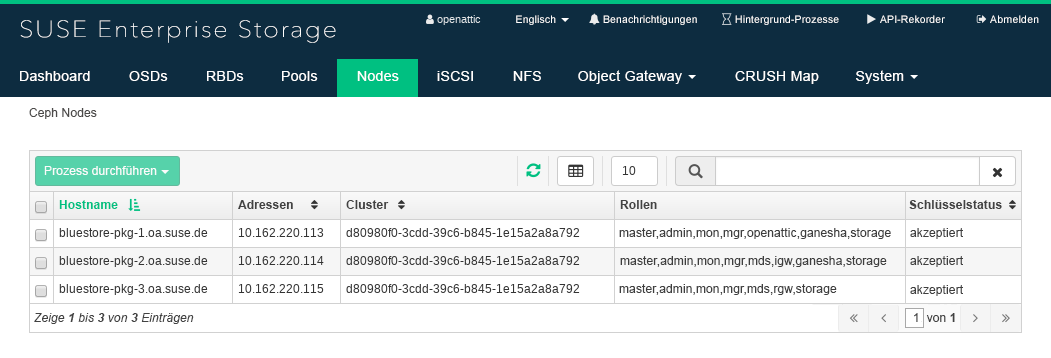 openattic Englisch Benachrichtigungen Hintergrund-Prozesse API-Rekorder Abmelden
SUSE Enterprise Storage
Dashboard OSDs RBDs Pools Nodes iSCSI NFS Object Gateway CRUSH Map System
Ceph Nodes
Prozess durchführen 10
Hostname Adressen Cluster Rollen Schlüsselstatus
bluestore-pkg-1.oa.suse.de 10.162.220.113 d80980f0-3cdd-39c6-b845-1e15a2a8a792 master,admin,mon,mgr,openattic,ganesha,storage akzeptiert
bluestore-pkg-2.oa.suse.de 10.162.220.114 d80980f0-3cdd-39c6-b845-1e15a2a8a792 master,admin,mon,mgr,mds,igw,ganesha,storage akzeptiert
bluestore-pkg-3.oa.suse.de 10.162.220.115 d80980f0-3cdd-39c6-b845-1e15a2a8a792 master,admin,mon,mgr,mds,rgw,storage akzeptiert
Zeige 1 bis 3 von 3 Einträgen « ‹ 1 von 1 › »